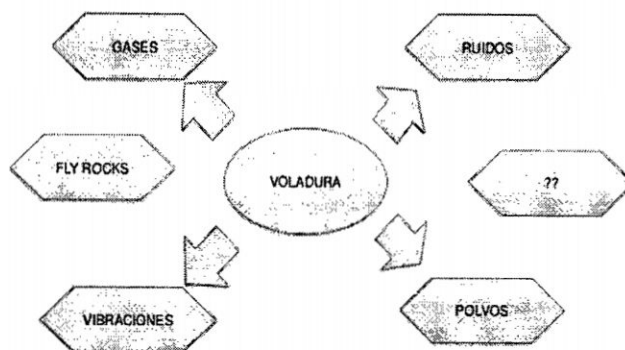 GASES
RUIDOS
FLY ROCKS
VOLADURA
??
VIBRACIONES
POLVOS